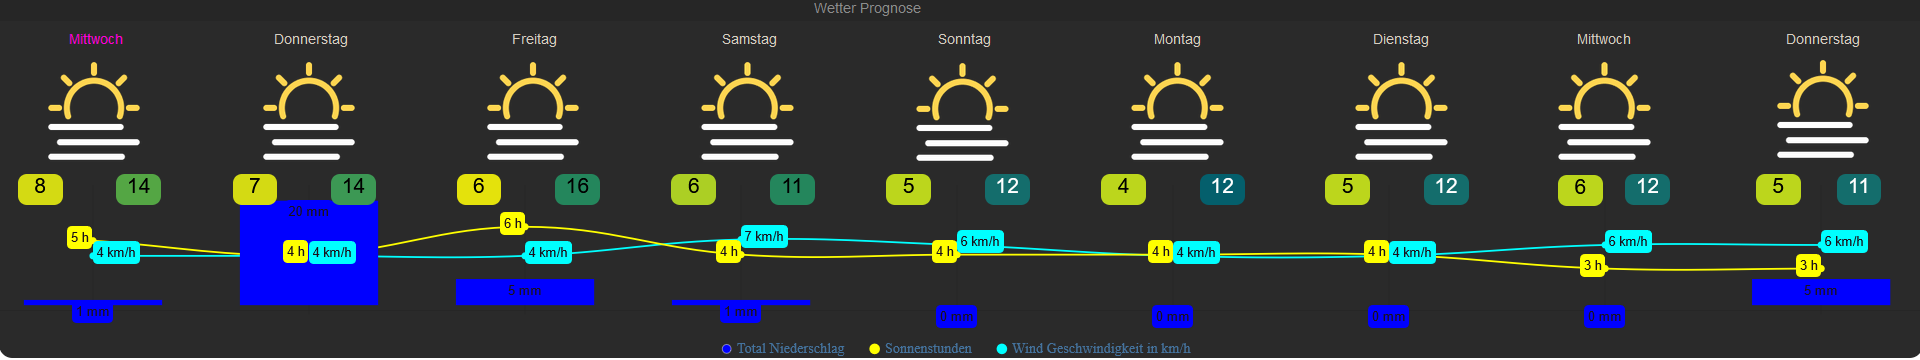 Wetter Prognose
Mittwoch Donnerstag Freitag Samstag Sonntag Montag Dienstag Mittwoch Donnerstag
8 14 7 14 6 16 6 11 5 12 4 12 5 12 6 12 5 11
20 mm
6 h
5 h 7 km/h
4 km/h 4 h 4 km/h 4 km/h 4 h 4 h 6 km/h 4 h 4 km/h 4 h 4 km/h 6 km/h 6 km/h
3 h 3 h
5 mm 5 mm
1 mm 1 mm 0 mm 0 mm 0 mm 0 mm
Total Niederschlag Sonnenstunden Wind Geschwindigkeit in km/h